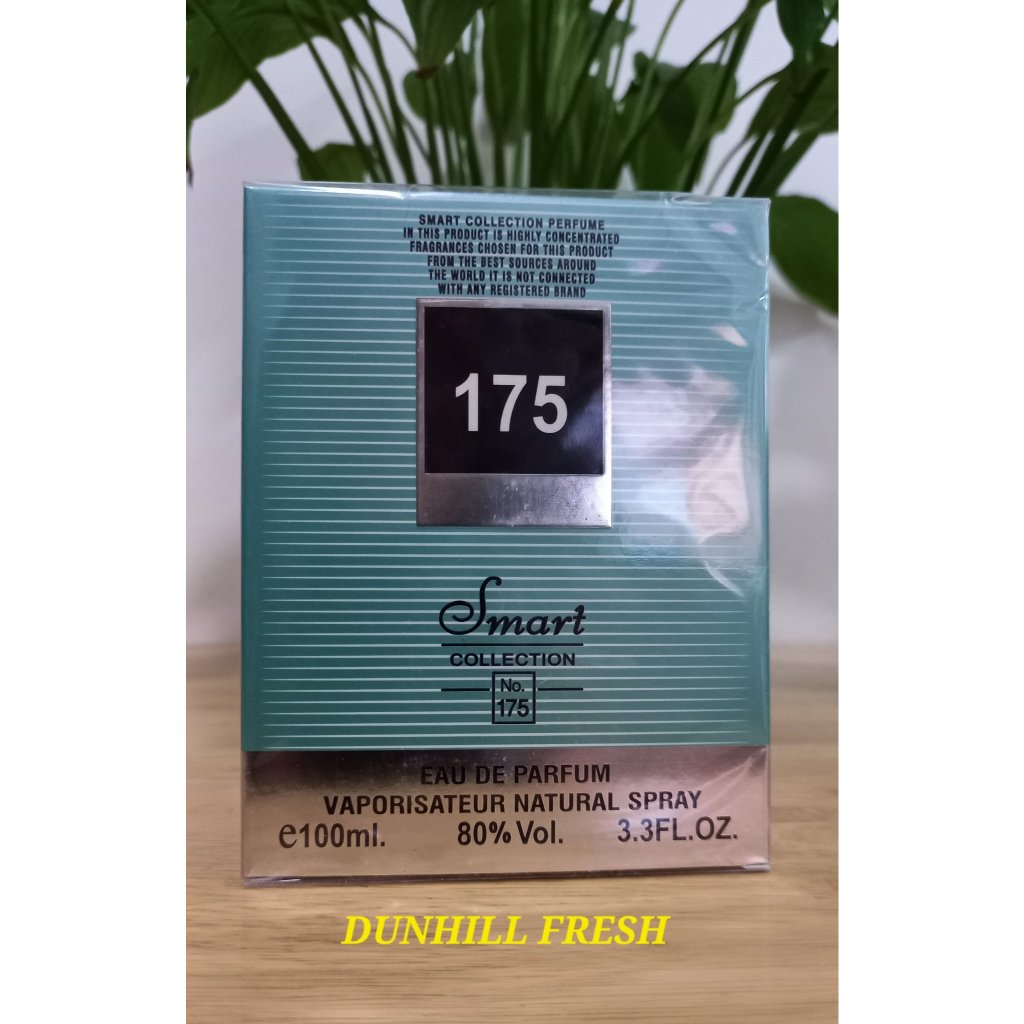 SMART COLLECTION PERFUME
IN THIS PRODUCT IS HIGHLY CONCENTRATED
FRAGRANCES CHOSEN FOR THIS PRODUCT
FROM THE BEST SOURCES AROUND
THE WORLD IT IS NOT CONNECTED
WITH ANY REGISTERED BRAND
175
Smart
COLLECTION
No.
175
EAU DE PARFUM
VAPORISATEUR NATURAL SPRAY
e100ml. 80% Vol. 3.3FL.OZ.
DUNHILL FRESH